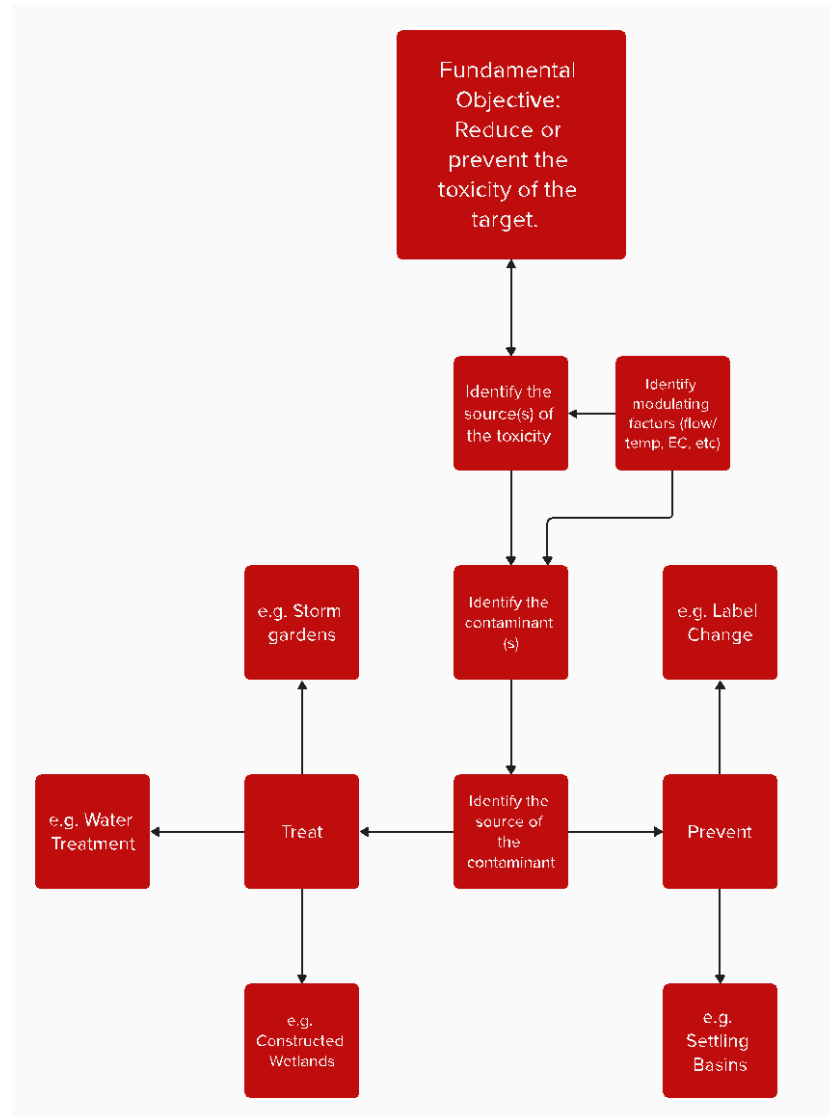 Fundamental
Objective:
Reduce or
prevent the
toxicity of the
target.
Identify the
source(s) of
the toxicity
Identify
modulating
factors (flow/
temp, EC, etc)
e.g. Storm
gardens
Identify the
contaminant
(s)
e.g. Label
Change
e.g. Water
Treatment
Treat
Identify the
source of
the
contaminant
Prevent
e.g.
Constructed
Wetlands
e.g.
Settling
Basins